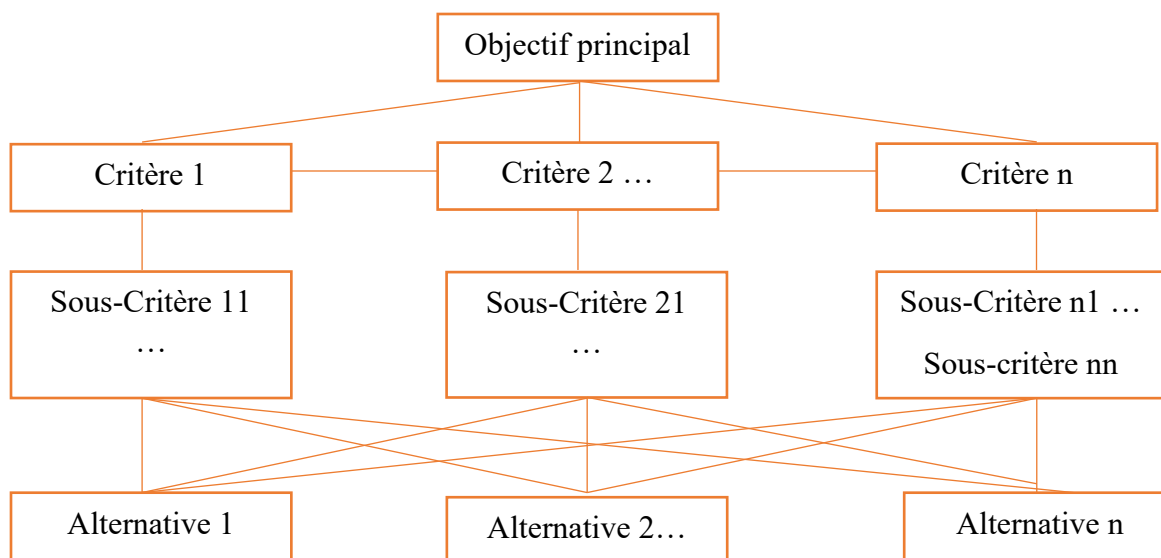 Objectif principal
Critère 1
Critère 2 …
Critère n
Sous-Critère 11
…
Sous-Critère 21
…
Sous-Critère n1 …
Sous-critère nn
Alternative 1
Alternative 2…
Alternative n